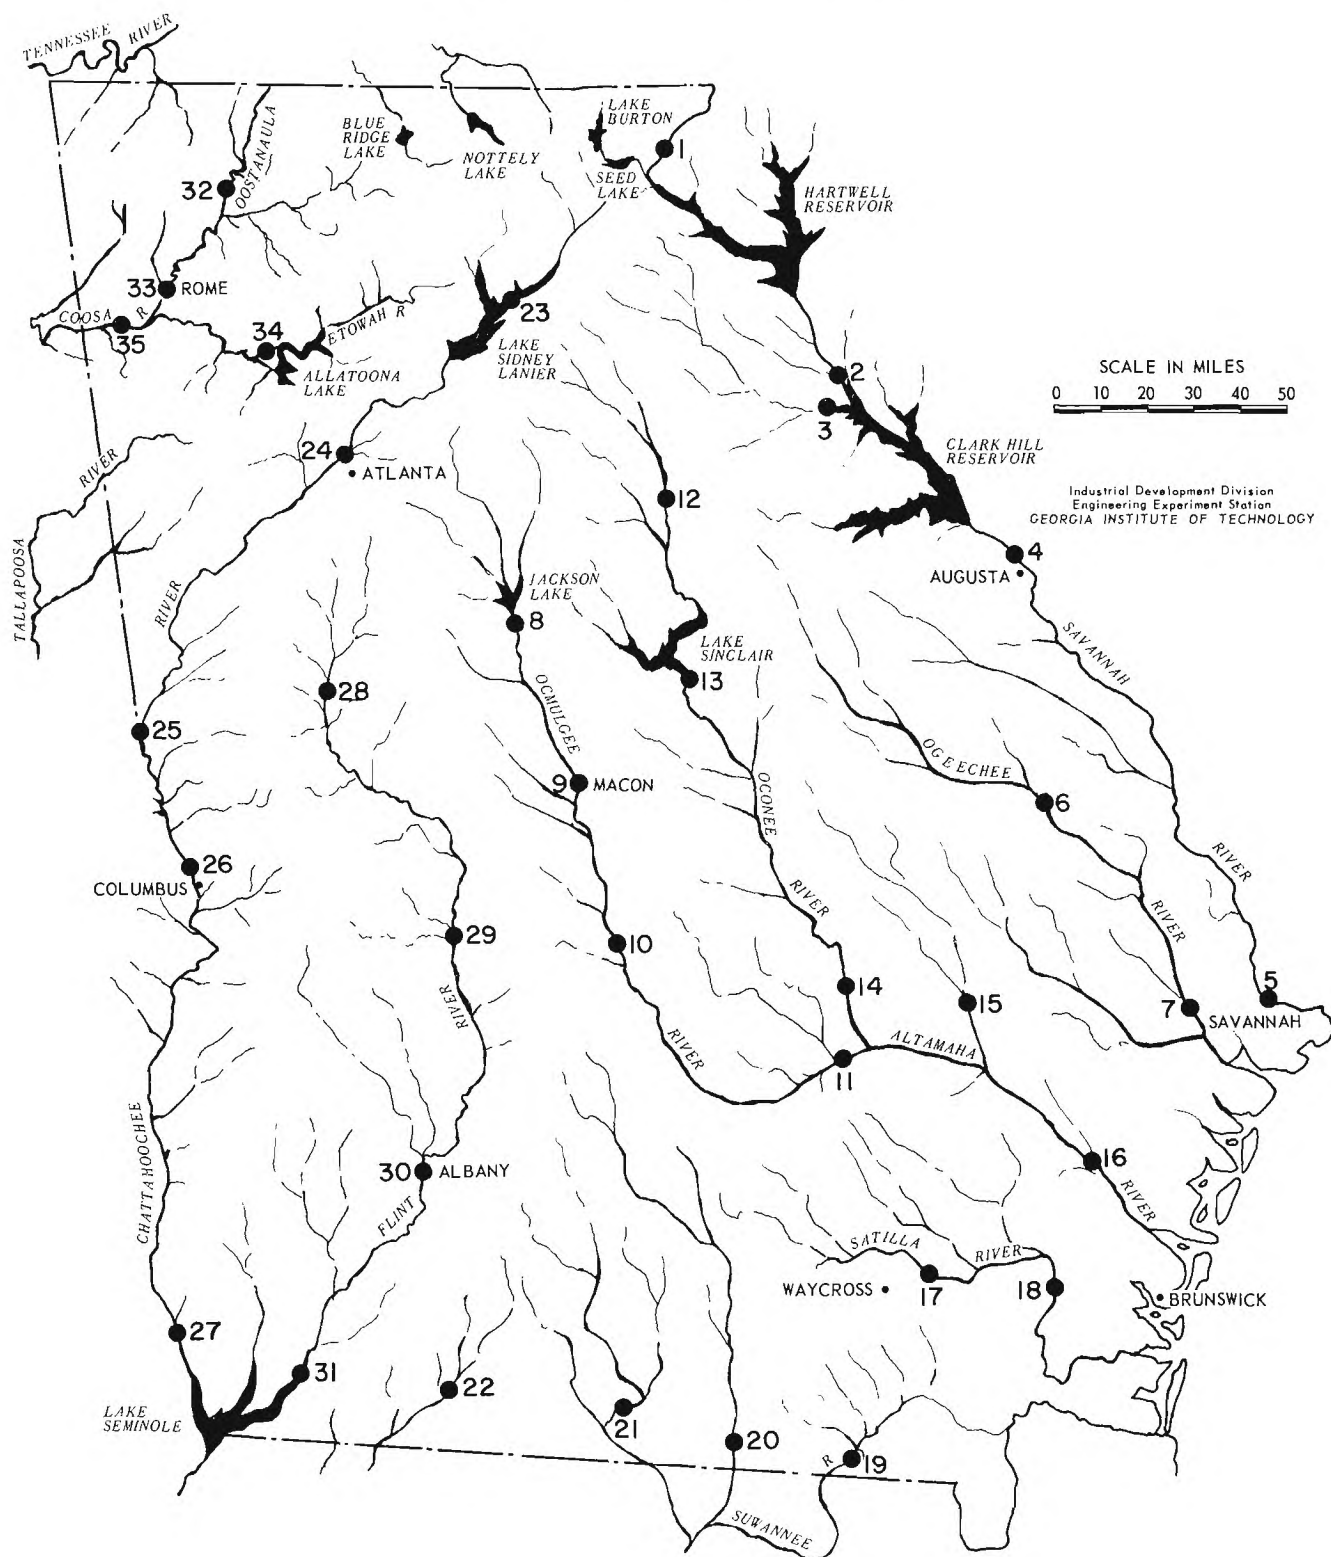 TENNESSEE RIVER
LAKE
BURTON
BLUE
RIDGE
LAKE
NOTTELY
LAKE
1
SEED
LAKE
HARTWELL
RESERVOIR
32
OOSTANAULA
33
ROME
COOSA R
35
34
ETOWAH R
ALLATOONA
LAKE
23
LAKE
SIDNEY
LANIER
2
3
SCALE IN MILES
0 10 20 30 40 50
CLARK HILL
RESERVOIR
Industrial Development Division
Engineering Experiment Station
GEORGIA INSTITUTE OF TECHNOLOGY
24
ATLANTA
TALLAPOOSA RIVER
12
4
AUGUSTA
JACKSON
LAKE
8
LAKE
SINCLAIR
13
SAVANNAH RIVER
28
25
OCMULGEE RIVER
9
MACON
OCONEE RIVER
OGEECHEE RIVER
6
26
COLUMBUS
29
10
14
15
7
5
SAVANNAH
11
ALTAMAHA RIVER
16
CHATTAHOOCHEE RIVER
30
ALBANY
FLINT RIVER
SATILLA RIVER
WAYCROSS
17
18
BRUNSWICK
27
31
22
21
20
19
LAKE
SEMINOLE
SUWANNEE R